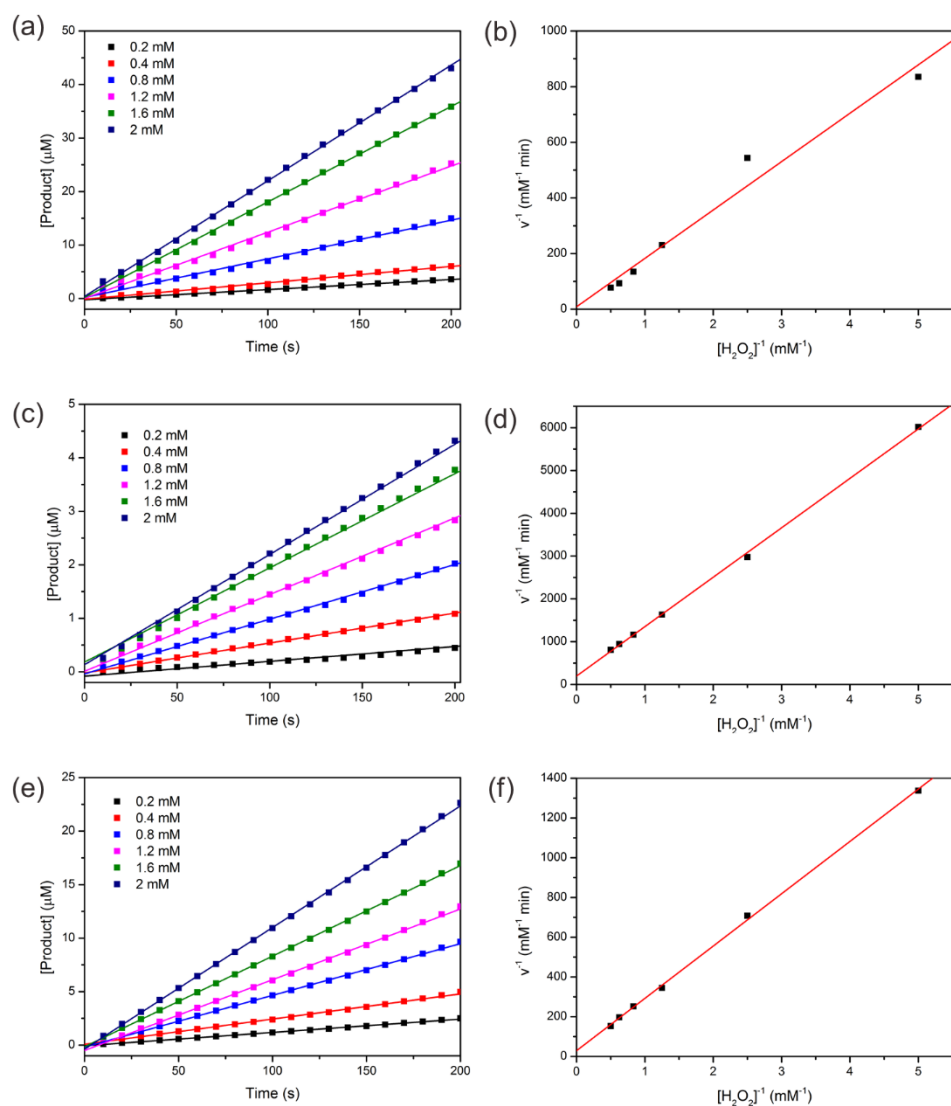 (a)
50
40
30
20
10
0
[Product] (μM)
0.2 mM
0.4 mM
0.8 mM
1.2 mM
1.6 mM
2 mM
0 50 100 150 200
Time (s)
(b)
1000
800
600
400
200
0
v⁻¹ (mM⁻¹ min)
0 1 2 3 4 5
[H₂O₂]⁻¹ (mM⁻¹)
(c)
5
4
3
2
1
0
[Product] (μM)
0.2 mM
0.4 mM
0.8 mM
1.2 mM
1.6 mM
2 mM
0 50 100 150 200
Time (s)
(d)
6000
5000
4000
3000
2000
1000
0
v⁻¹ (mM⁻¹ min)
0 1 2 3 4 5
[H₂O₂]⁻¹ (mM⁻¹)
(e)
25
20
15
10
5
0
[Product] (μM)
0.2 mM
0.4 mM
0.8 mM
1.2 mM
1.6 mM
2 mM
0 50 100 150 200
Time (s)
(f)
1400
1200
1000
800
600
400
200
0
v⁻¹ (mM⁻¹ min)
0 1 2 3 4 5
[H₂O₂]⁻¹ (mM⁻¹)